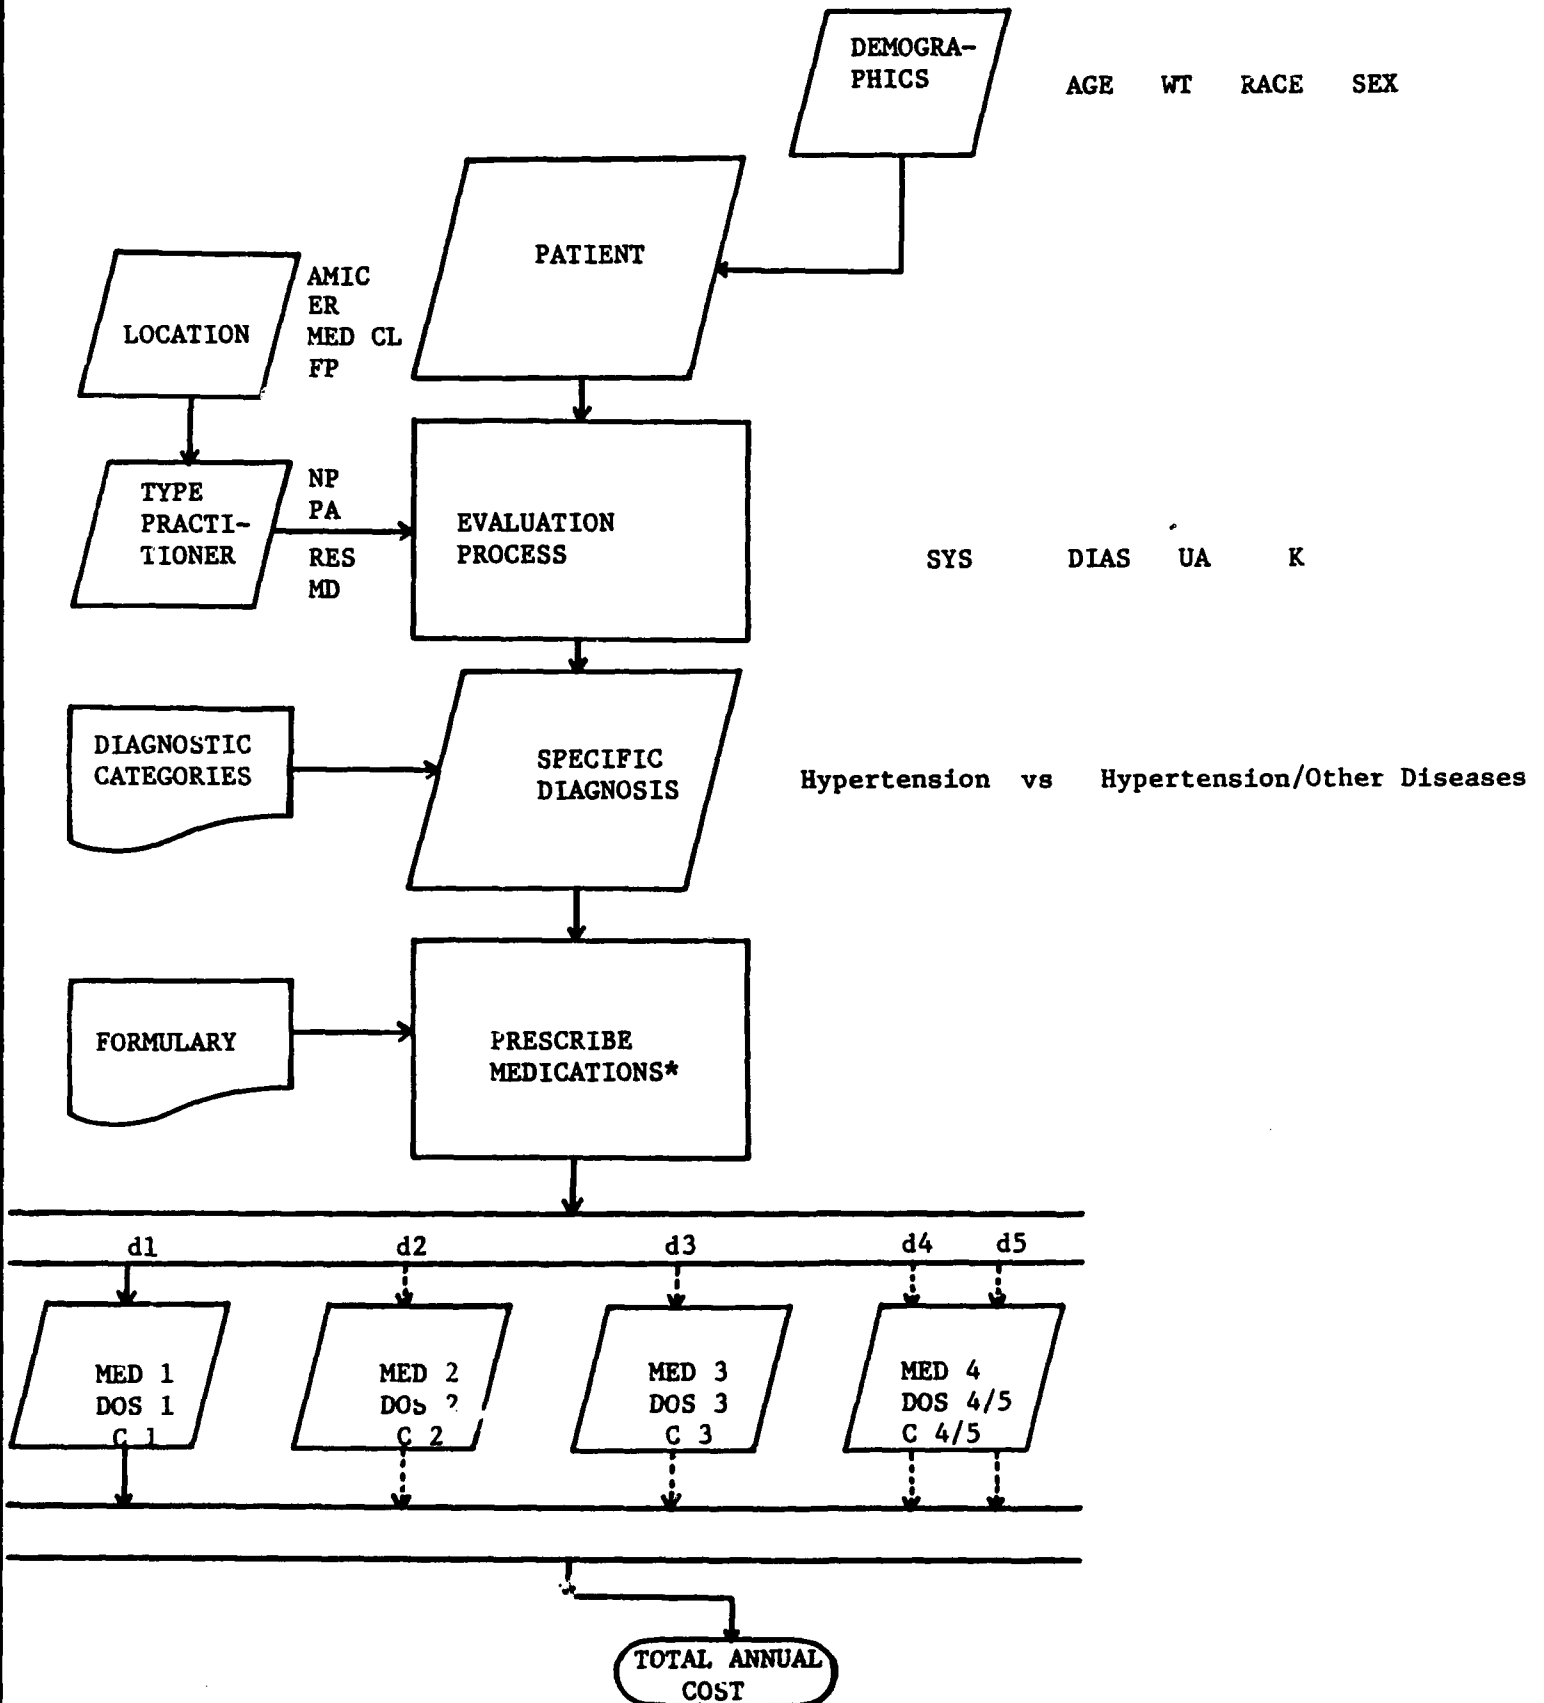 DEMOGRA-
PHICS
AGE WT RACE SEX
PATIENT
LOCATION
AMIC
ER
MED CL
FP
TYPE
PRACTI-
TIONER
NP
PA
RES
MD
EVALUATION
PROCESS
SYS DIAS UA K
DIAGNOSTIC
CATEGORIES
SPECIFIC
DIAGNOSIS
Hypertension vs Hypertension/Other Diseases
FORMULARY
PRESCRIBE
MEDICATIONS*
d1 d2 d3 d4 d5
MED 1
DOS 1
C 1
MED 2
DOS 2
C 2
MED 3
DOS 3
C 3
MED 4
DOS 4/5
C 4/5
TOTAL ANNUAL
COST